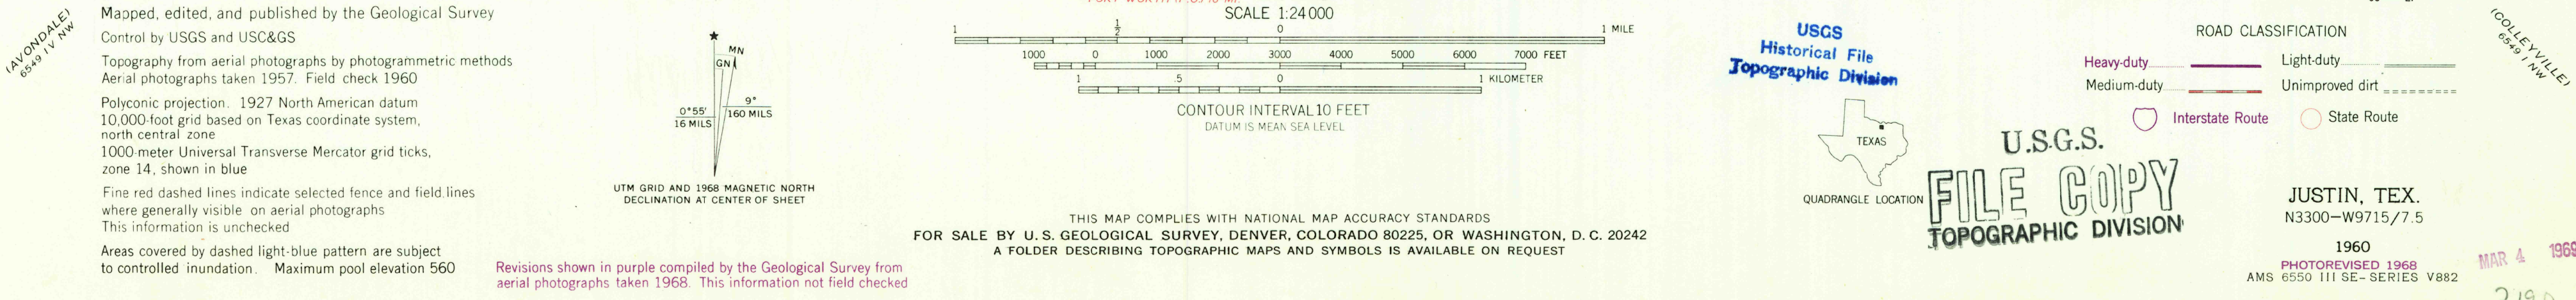 (AVONDALE)
6549 IV NW
Mapped, edited, and published by the Geological Survey
Control by USGS and USC&GS
Topography from aerial photographs by photogrammetric methods
Aerial photographs taken 1957. Field check 1960
Polyconic projection. 1927 North American datum
10,000-foot grid based on Texas coordinate system,
north central zone
1000-meter Universal Transverse Mercator grid ticks,
zone 14, shown in blue
Fine red dashed lines indicate selected fence and field lines
where generally visible on aerial photographs
This information is unchecked
Areas covered by dashed light-blue pattern are subject
to controlled inundation. Maximum pool elevation 560
Revisions shown in purple compiled by the Geological Survey from
aerial photographs taken 1968. This information not field checked
MN
GN
0°55'
16 MILS
9°
160 MILS
UTM GRID AND 1968 MAGNETIC NORTH
DECLINATION AT CENTER OF SHEET
SCALE 1:24 000
1 ½ 0 1 MILE
1000 0 1000 2000 3000 4000 5000 6000 7000 FEET
1 .5 0 1 KILOMETER
CONTOUR INTERVAL 10 FEET
DATUM IS MEAN SEA LEVEL
THIS MAP COMPLIES WITH NATIONAL MAP ACCURACY STANDARDS
FOR SALE BY U.S. GEOLOGICAL SURVEY, DENVER, COLORADO 80225, OR WASHINGTON, D.C. 20242
A FOLDER DESCRIBING TOPOGRAPHIC MAPS AND SYMBOLS IS AVAILABLE ON REQUEST
USGS
Historical File
Topographic Division
TEXAS
QUADRANGLE LOCATION
U.S.G.S.
FILE COPY
TOPOGRAPHIC DIVISION
ROAD CLASSIFICATION
Heavy-duty Light-duty
Medium-duty Unimproved dirt
Interstate Route State Route
(COLLEYVILLE)
6549 I NW
JUSTIN, TEX.
N3300—W9715/7.5
1960
PHOTOREVISED 1968
AMS 6550 III SE-SERIES V882
MAR 4 1969